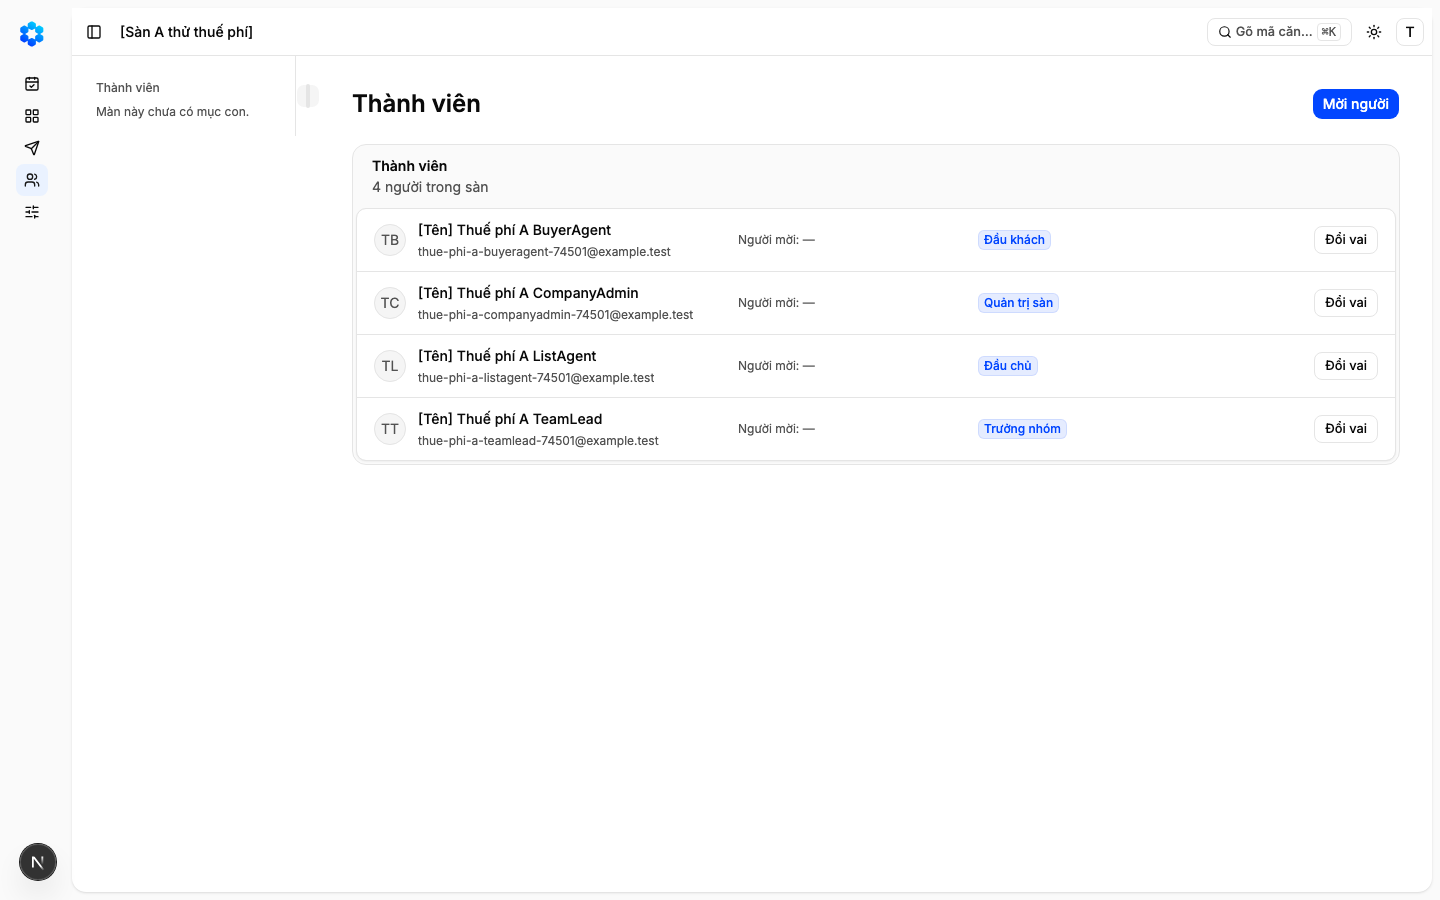 [Sàn A thử thuế phí]
Gõ mã căn... ⌘K
T
Thành viên
Màn này chưa có mục con.
Thành viên
Mời người
Thành viên
4 người trong sàn
TB
[Tên] Thuế phí A BuyerAgent
thue-phi-a-buyeragent-74501@example.test
Người mời: —
Đầu khách
Đổi vai
TC
[Tên] Thuế phí A CompanyAdmin
thue-phi-a-companyadmin-74501@example.test
Người mời: —
Quản trị sàn
Đổi vai
TL
[Tên] Thuế phí A ListAgent
thue-phi-a-listagent-74501@example.test
Người mời: —
Đầu chủ
Đổi vai
TT
[Tên] Thuế phí A TeamLead
thue-phi-a-teamlead-74501@example.test
Người mời: —
Trưởng nhóm
Đổi vai
N